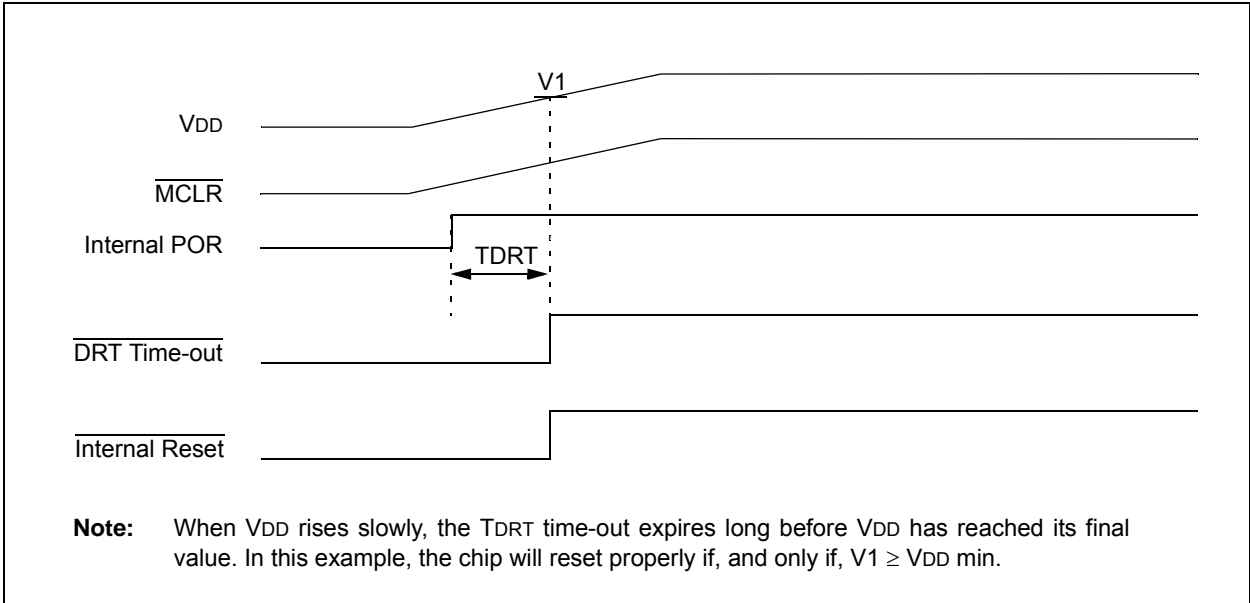 V1
VDD
MCLR
Internal POR
TDRT
DRT Time-out
Internal Reset
Note: When VDD rises slowly, the TDRT time-out expires long before VDD has reached its final
value. In this example, the chip will reset properly if, and only if, V1 ≥ VDD min.